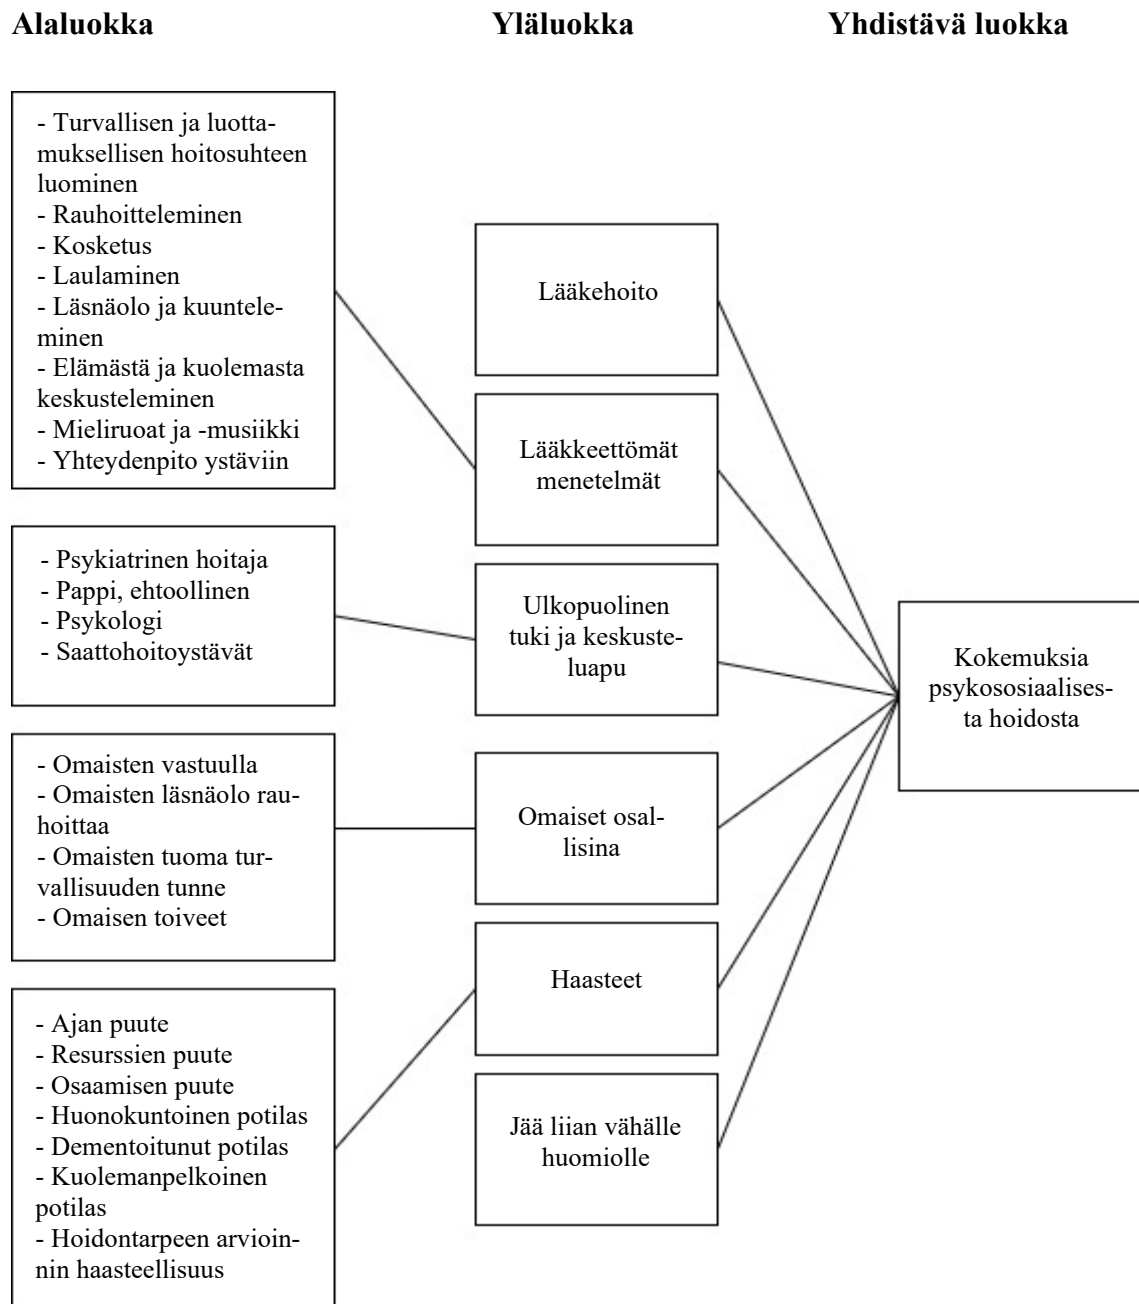 Alaluokka
Yläluokka
Yhdistävä luokka
- Turvallisen ja luotta-
muksellisen hoitosuhteen
luominen
- Rauhoitteleminen
- Kosketus
- Laulaminen
- Läsnäolo ja kuuntele-
minen
- Elämästä ja kuolemasta
keskusteleminen
- Mieliruoat ja -musiikki
- Yhteydenpito ystäviin
- Psykiatrinen hoitaja
- Pappi, ehtoollinen
- Psykologi
- Saattohoitoystävät
- Omaisten vastuulla
- Omaisten läsnäolo rau-
hoittaa
- Omaisten tuoma tur-
vallisuuden tunne
- Omaisen toiveet
- Ajan puute
- Resurssien puute
- Osaamisen puute
- Huonokuntoinen potilas
- Dementoitunut potilas
- Kuolemanpelkoinen
potilas
- Hoidontarpeen arvioin-
nin haasteellisuus
Lääkehoito
Lääkkeettömät
menetelmät
Ulkopuolinen
tuki ja keskuste-
luapu
Omaiset osal-
lisina
Haasteet
Jää liian vähälle
huomiolle
Kokemuksia
psykososiaalises-
ta hoidosta